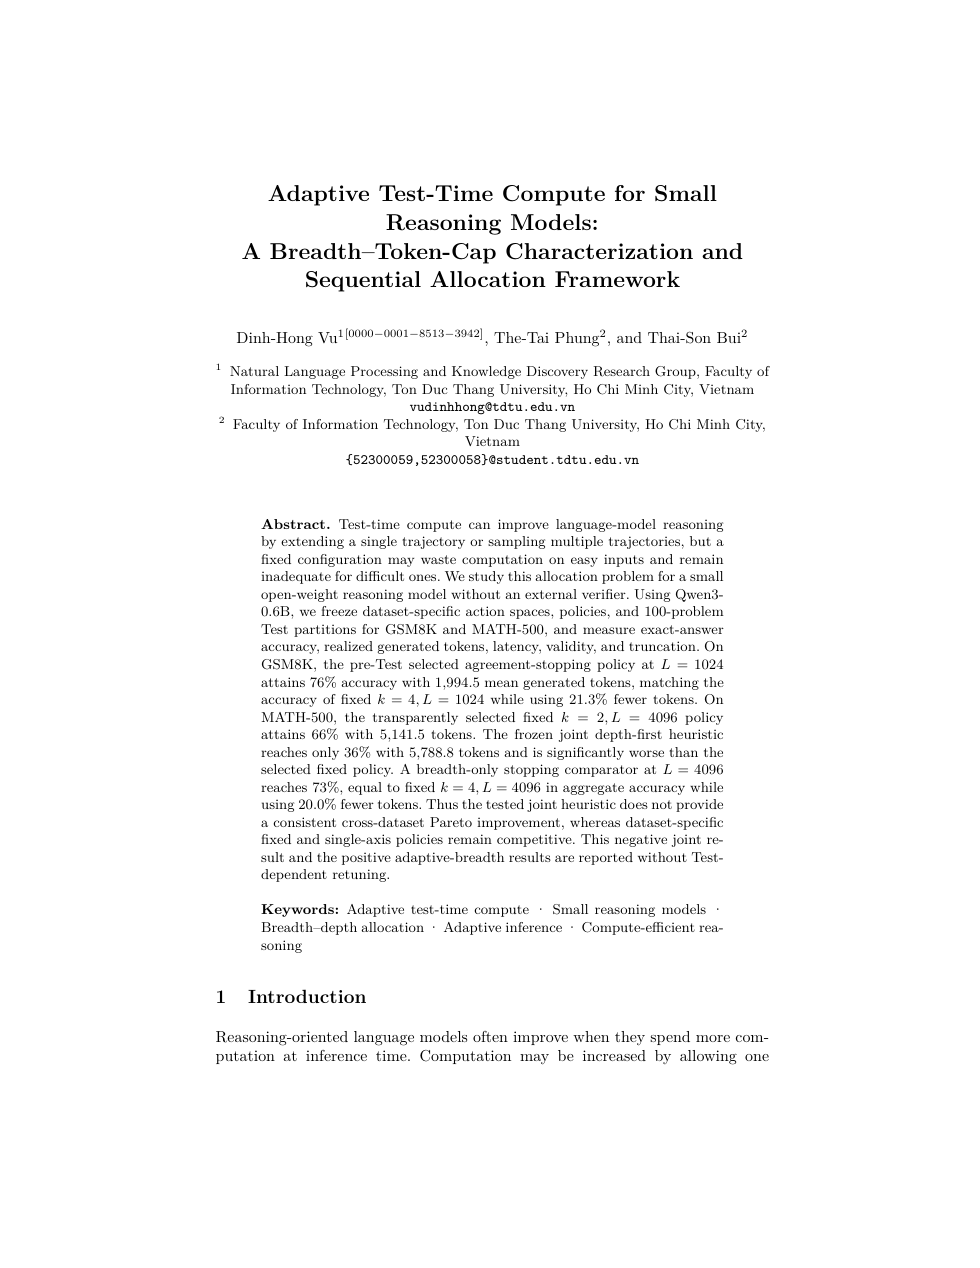 Adaptive Test-Time Compute for Small
Reasoning Models:
A Breadth–Token-Cap Characterization and
Sequential Allocation Framework
Dinh-Hong Vu1[0000−0001−8513−3942], The-Tai Phung2, and Thai-Son Bui2
1 Natural Language Processing and Knowledge Discovery Research Group, Faculty of
Information Technology, Ton Duc Thang University, Ho Chi Minh City, Vietnam
vudinhhong@tdtu.edu.vn
2 Faculty of Information Technology, Ton Duc Thang University, Ho Chi Minh City,
Vietnam
{52300059,52300058}@student.tdtu.edu.vn
Abstract. Test-time compute can improve language-model reasoning
by extending a single trajectory or sampling multiple trajectories, but a
fixed configuration may waste computation on easy inputs and remain
inadequate for difficult ones. We study this allocation problem for a small
open-weight reasoning model without an external verifier. Using Qwen3-
0.6B, we freeze dataset-specific action spaces, policies, and 100-problem
Test partitions for GSM8K and MATH-500, and measure exact-answer
accuracy, realized generated tokens, latency, validity, and truncation. On
GSM8K, the pre-Test selected agreement-stopping policy at L = 1024
attains 76% accuracy with 1,994.5 mean generated tokens, matching the
accuracy of fixed k = 4, L = 1024 while using 21.3% fewer tokens. On
MATH-500, the transparently selected fixed k = 2, L = 4096 policy
attains 66% with 5,141.5 tokens. The frozen joint depth-first heuristic
reaches only 36% with 5,788.8 tokens and is significantly worse than the
selected fixed policy. A breadth-only stopping comparator at L = 4096
reaches 73%, equal to fixed k = 4, L = 4096 in aggregate accuracy while
using 20.0% fewer tokens. Thus the tested joint heuristic does not provide
a consistent cross-dataset Pareto improvement, whereas dataset-specific
fixed and single-axis policies remain competitive. This negative joint re-
sult and the positive adaptive-breadth results are reported without Test-
dependent retuning.
Keywords: Adaptive test-time compute · Small reasoning models ·
Breadth–depth allocation · Adaptive inference · Compute-efficient rea-
soning
1 Introduction
Reasoning-oriented language models often improve when they spend more com-
putation at inference time. Computation may be increased by allowing one